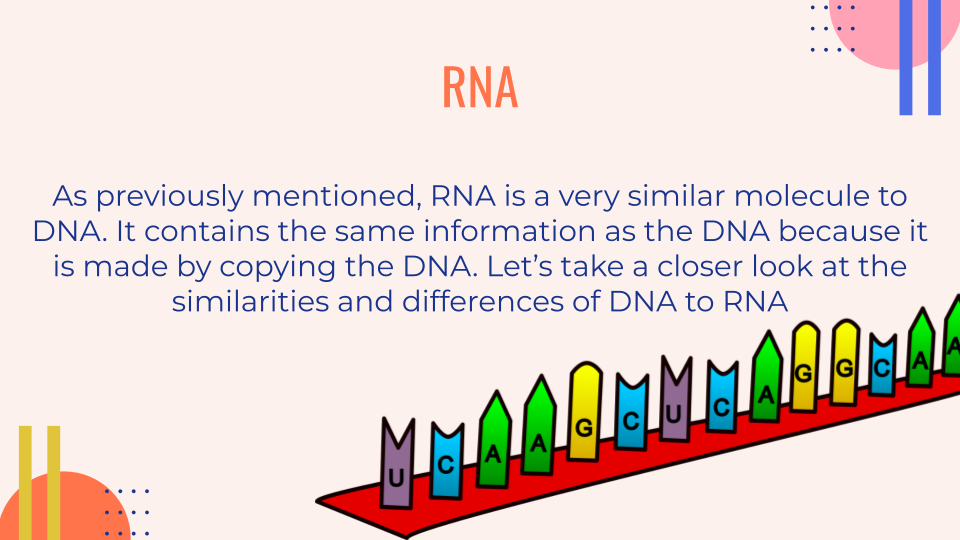 RNA
As previously mentioned, RNA is a very similar molecule to
DNA. It contains the same information as the DNA because it
is made by copying the DNA. Let’s take a closer look at the
similarities and differences of DNA to RNA
U C A A G C U C A G G C A A